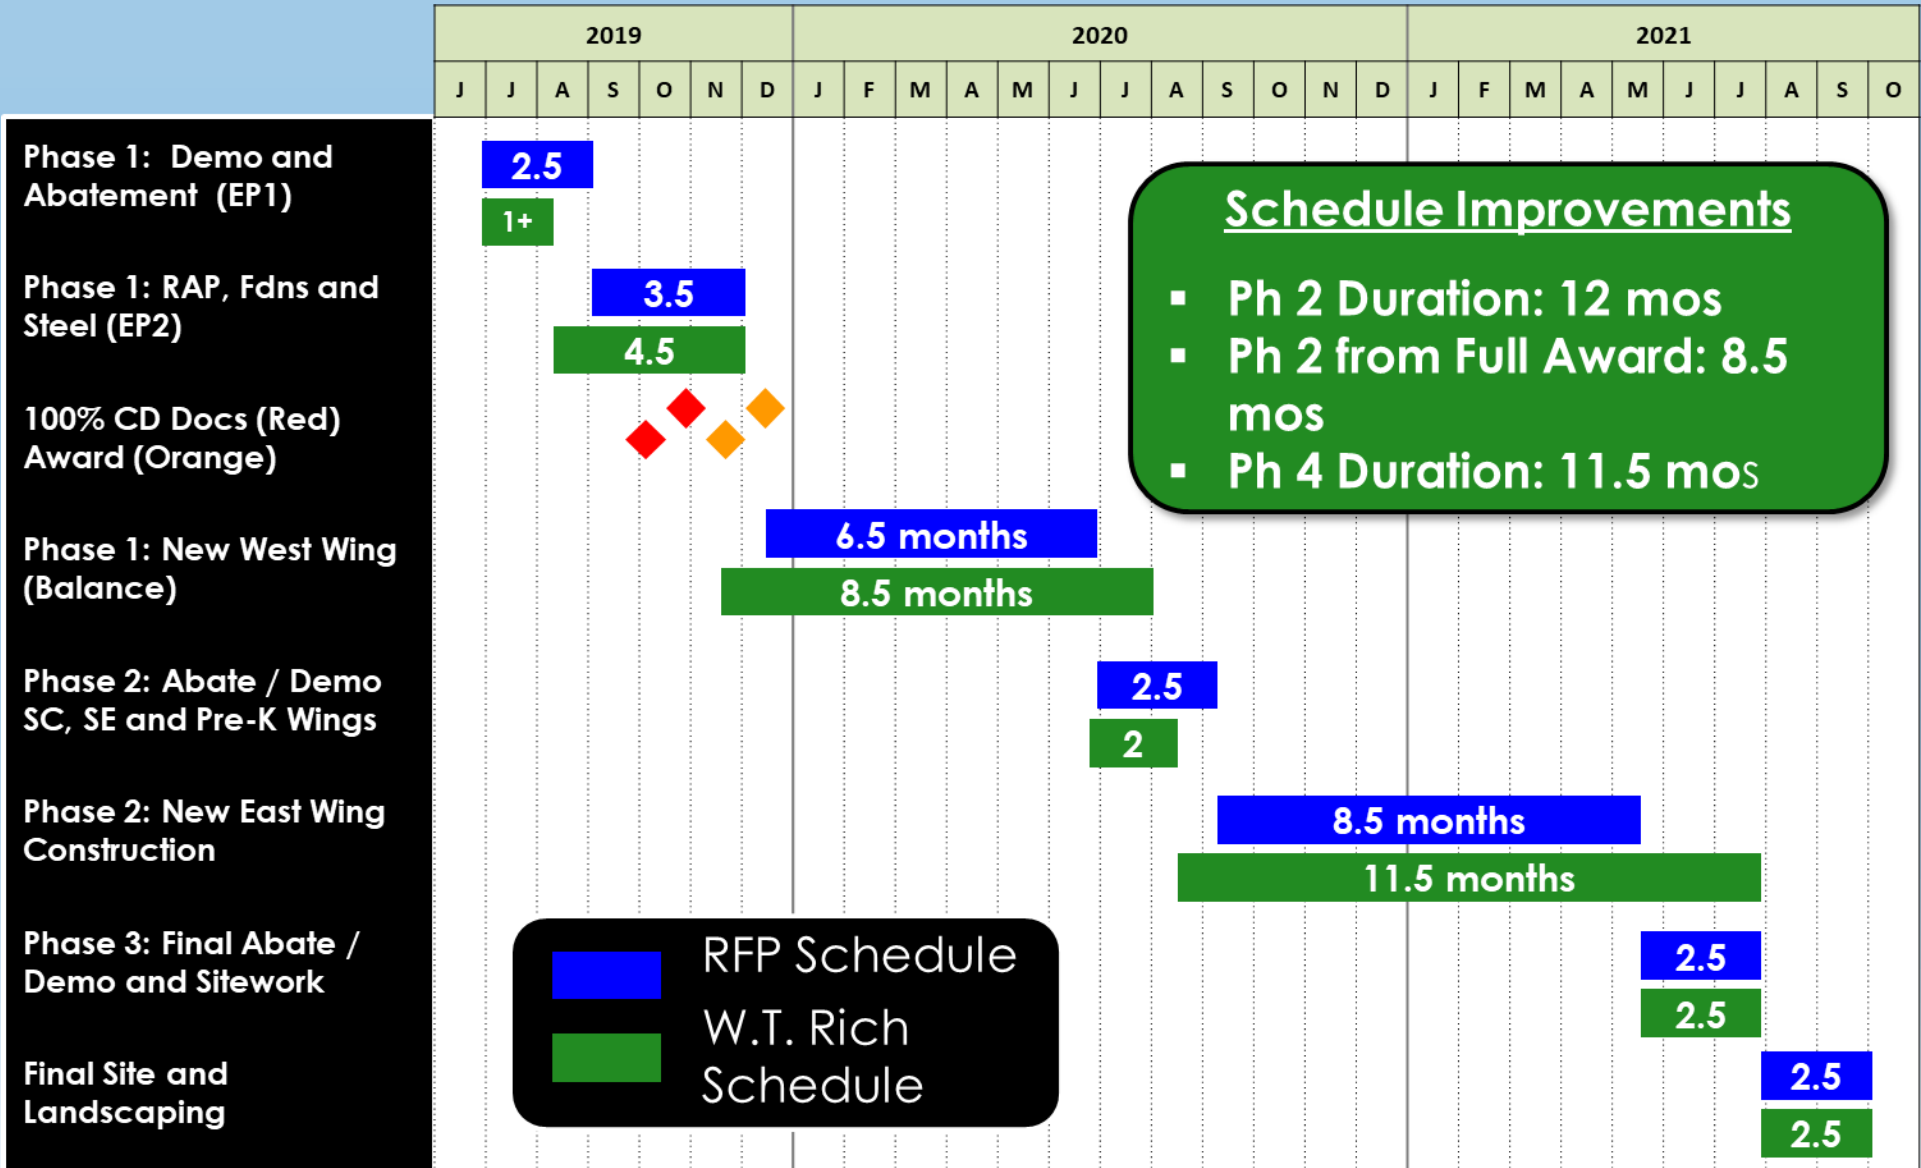 2019 2020 2021
J J A S O N D J F M A M J J A S O N D J F M A M J J A S O
Phase 1: Demo and
Abatement (EP1)
2.5
1+
Phase 1: RAP, Fdns and
Steel (EP2)
3.5
4.5
100% CD Docs (Red)
Award (Orange)
Phase 1: New West Wing
(Balance)
6.5 months
8.5 months
Phase 2: Abate / Demo
SC, SE and Pre-K Wings
2.5
2
Phase 2: New East Wing
Construction
8.5 months
11.5 months
Phase 3: Final Abate /
Demo and Sitework
2.5
2.5
Final Site and
Landscaping
2.5
2.5
Schedule Improvements
▪ Ph 2 Duration: 12 mos
▪ Ph 2 from Full Award: 8.5
mos
▪ Ph 4 Duration: 11.5 mos
RFP Schedule
W.T. Rich
Schedule